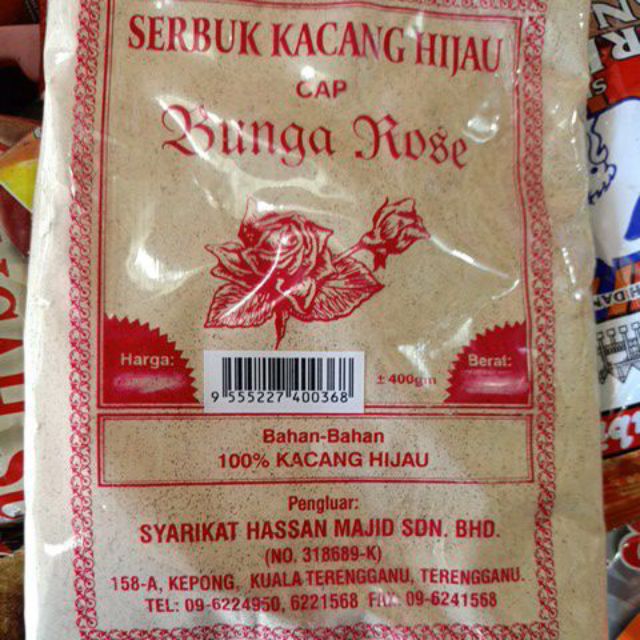 SERBUK KACANG HIJAU
CAP
Bunga Rose
Harga:
9 555227 400368
± 400gm
Berat:
Bahan-Bahan
100% KACANG HIJAU
Pengluar:
SYARIKAT HASSAN MAJID SDN. BHD.
(NO. 318689-K)
158-A, KEPONG, KUALA TERENGGANU, TERENGGANU.
TEL: 09-6224950, 6221568 FAX: 09-6241568